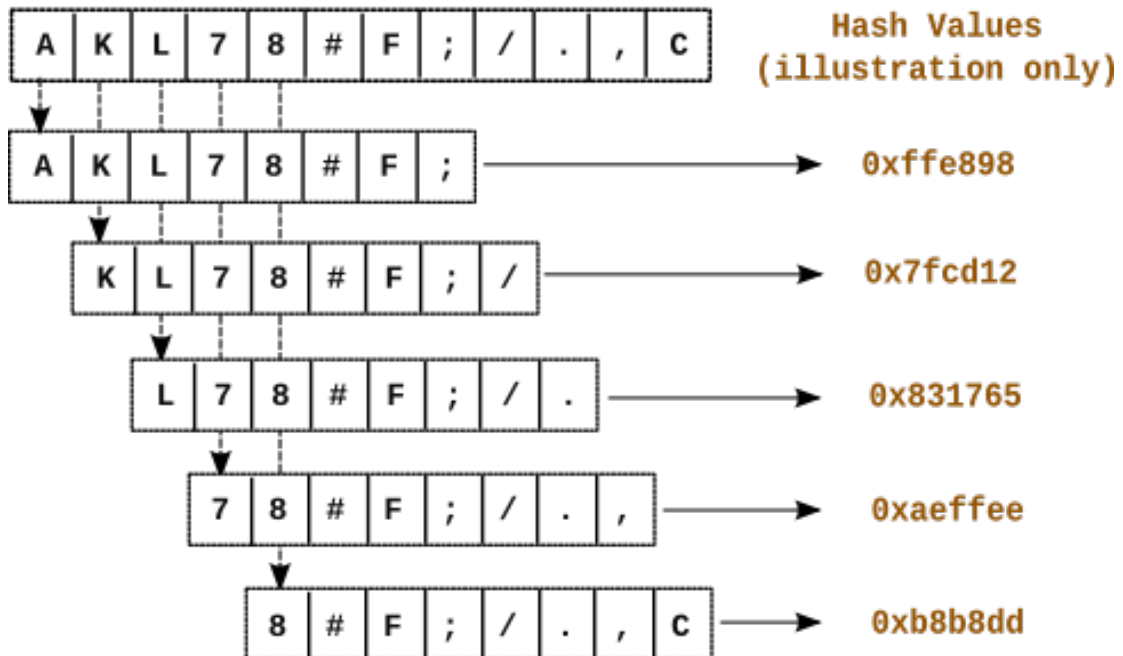 A K L 7 8 # F ; / . , C
Hash Values
(illustration only)
A K L 7 8 # F ;
0xffe898
K L 7 8 # F ; /
0x7fcd12
L 7 8 # F ; / .
0x831765
7 8 # F ; / . ,
0xaeffee
8 # F ; / . , C
0xb8b8dd